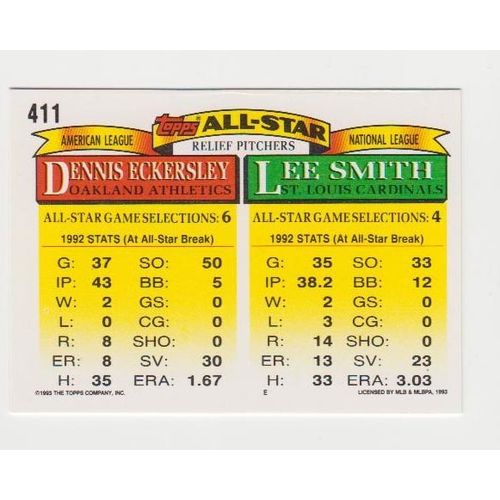 411
Topps ALL-STAR
RELIEF PITCHERS
AMERICAN LEAGUE
DENNIS ECKERSLEY
OAKLAND ATHLETICS
ALL-STAR GAME SELECTIONS: 6
1992 STATS (At All-Star Break)
G: 37 SO: 50
IP: 43 BB: 5
W: 2 GS: 0
L: 0 CG: 0
R: 8 SHO: 0
ER: 8 SV: 30
H: 35 ERA: 1.67
NATIONAL LEAGUE
LEE SMITH
ST. LOUIS CARDINALS
ALL-STAR GAME SELECTIONS: 4
1992 STATS (At All-Star Break)
G: 35 SO: 33
IP: 38.2 BB: 12
W: 2 GS: 0
L: 3 CG: 0
R: 14 SHO: 0
ER: 13 SV: 23
H: 33 ERA: 3.03
©1993 THE TOPPS COMPANY, INC.
E
LICENSED BY MLB & MLBPA, 1993